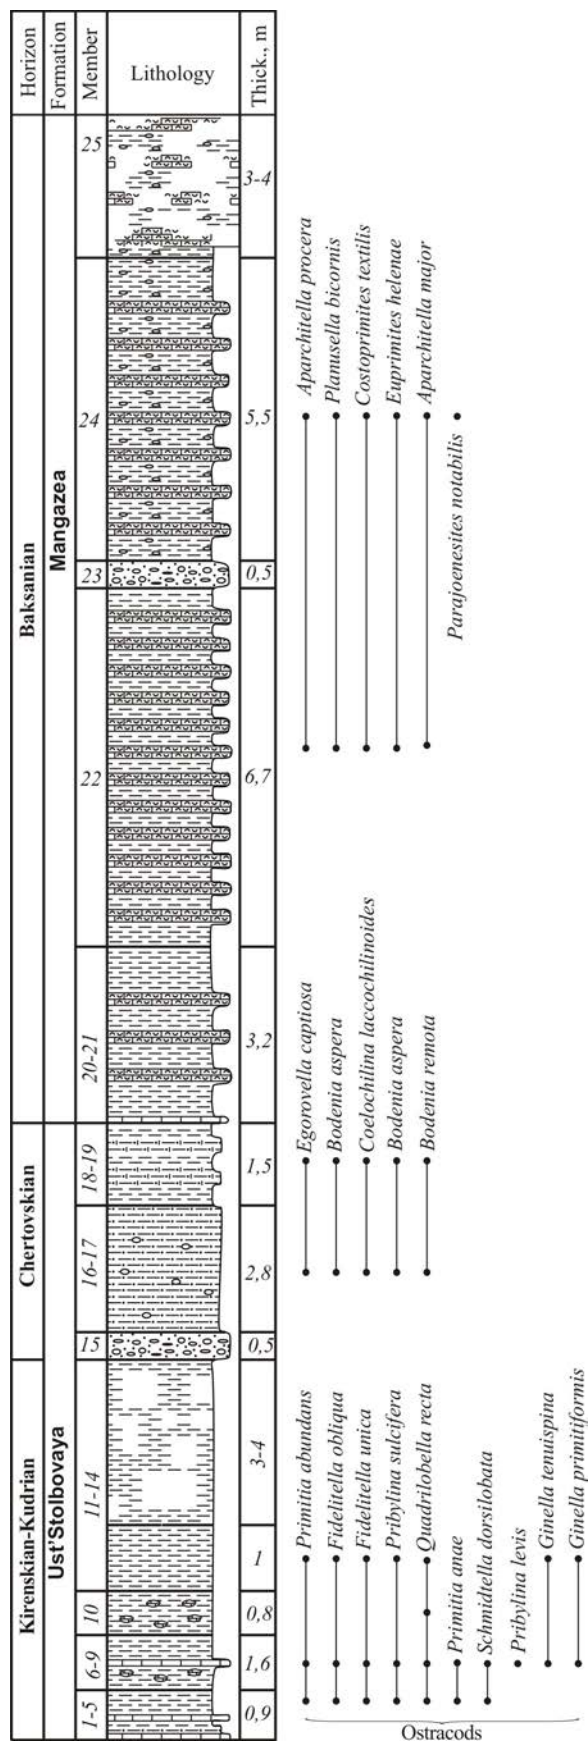 Horizon
Formation
Member
Lithology
Thick., m
Baksanian
Chertovskian
Kirenskian-Kudrian
Mangazea
Ust'Stolbovaya
25
3-4
24
5,5
23
0,5
22
6,7
20-21
3,2
18-19
1,5
16-17
2,8
15
0,5
11-14
3-4
1
10
0,8
6-9
1,6
1-5
0,9
Aparchitella procera
Planusella bicornis
Costoprimites textilis
Euprimites helenae
Aparchitella major
Parajoenesites notabilis
Egorovella captiosa
Bodenia aspera
Coelochilina laccochilinoides
Bodenia aspera
Bodenia remota
Primitia abundans
Fidelitella obliqua
Fidelitella unica
Pribylina sulcifera
Quadrilobella recta
Primitia anae
Schmidtella dorsilobata
Pribylina levis
Ginella tenuispina
Ginella primitiformis
Ostracods